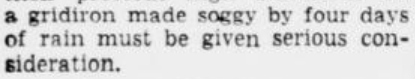 a gridiron made soggy by four days
of rain must be given serious con-
sideration.